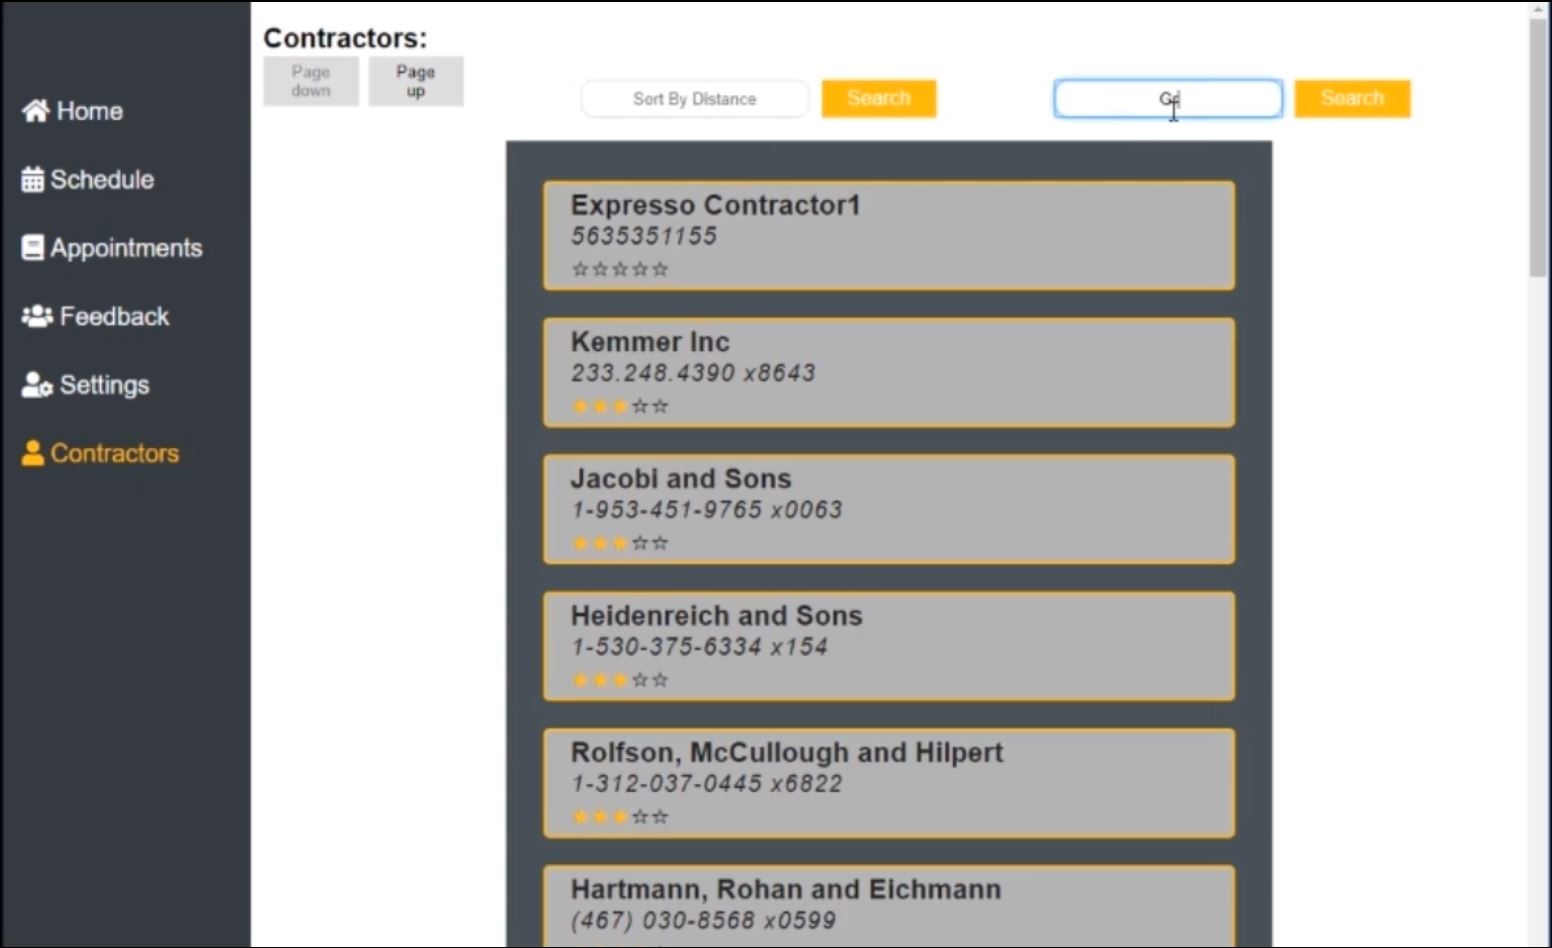 Contractors:
Page down
Page up
Sort By Distance
Search
Search
Home
Schedule
Appointments
Feedback
Settings
Contractors
Expresso Contractor1
5635351155
Kemmer Inc
233.248.4390 x8643
Jacobi and Sons
1-953-451-9765 x0063
Heidenreich and Sons
1-530-375-6334 x154
Rolfson, McCullough and Hilpert
1-312-037-0445 x6822
Hartmann, Rohan and Eichmann
(467) 030-8568 x0599